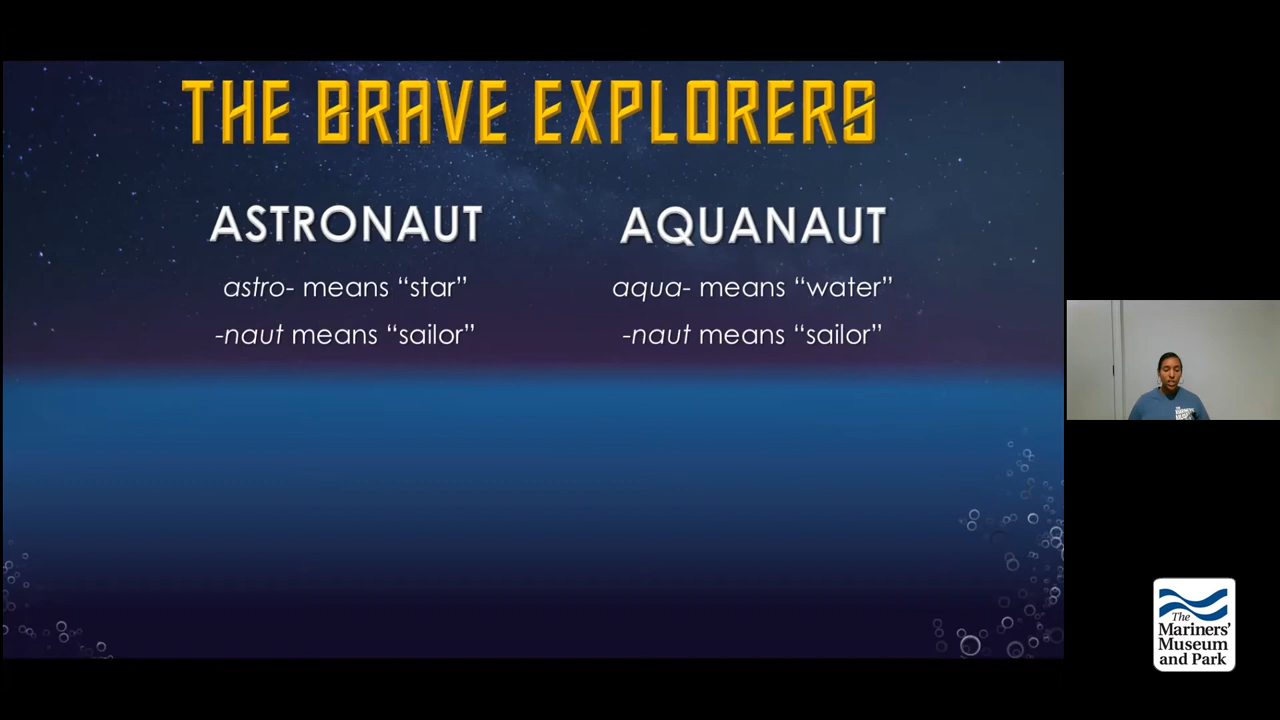 THE BRAVE EXPLORERS
ASTRONAUT
astro- means “star”
-naut means “sailor”
AQUANAUT
aqua- means “water”
-naut means “sailor”
The
Mariners’
Museum
and Park